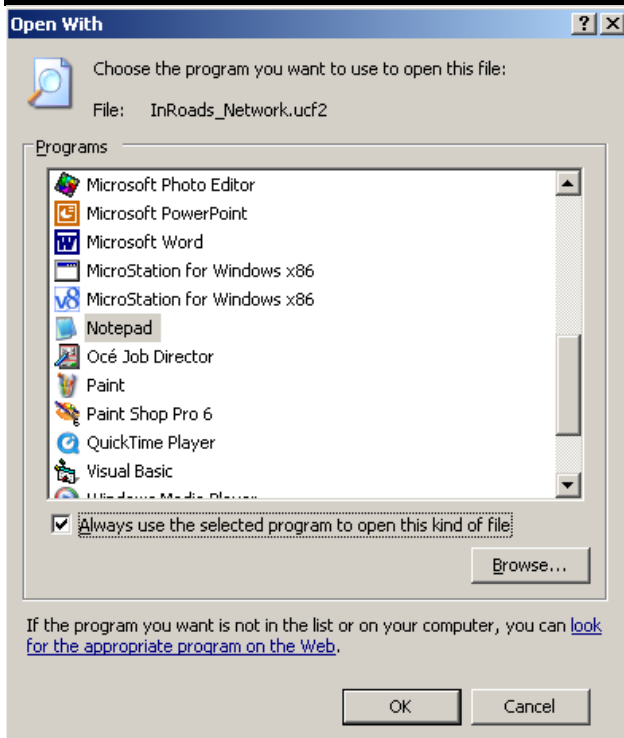 Open With
Choose the program you want to use to open this file:
File: InRoads_Network.ucf2
Programs
Microsoft Photo Editor
Microsoft PowerPoint
Microsoft Word
MicroStation for Windows x86
MicroStation for Windows x86
Notepad
Océ Job Director
Paint
Paint Shop Pro 6
QuickTime Player
Visual Basic
Windows Media Player
Always use the selected program to open this kind of file
Browse...
If the program you want is not in the list or on your computer, you can look
for the appropriate program on the Web.
OK Cancel